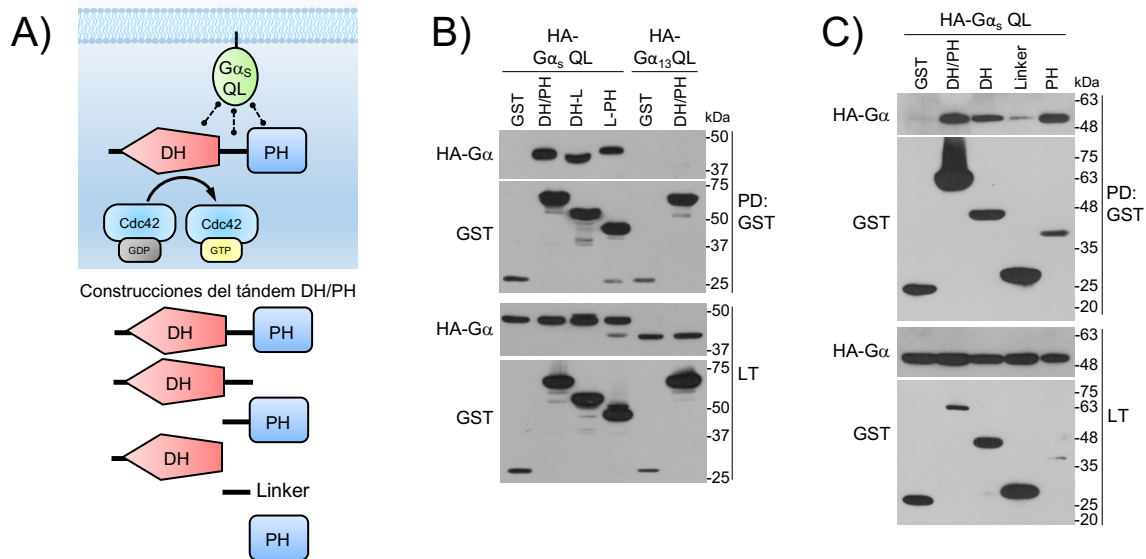 A)
GαS
QL
DH
PH
Cdc42
Cdc42
GDP
GTP
Construcciones del tándem DH/PH
DH
PH
DH
PH
DH
Linker
PH
B)
HA-
Gαs QL
HA-
Gα13QL
GST
DH/PH
DH-L
L-PH
GST
DH/PH
kDa
HA-Gα
-50
-37
GST
-75
-50
-37
-25
PD:
GST
HA-Gα
-50
-37
GST
-75
-50
-37
-25
LT
C)
HA-Gαs QL
GST
DH/PH
DH
Linker
PH
kDa
HA-Gα
-63
-48
GST
-75
-63
-48
-35
-25
-20
PD:
GST
HA-Gα
-63
-48
GST
-75
-63
-48
-35
-25
-20
LT